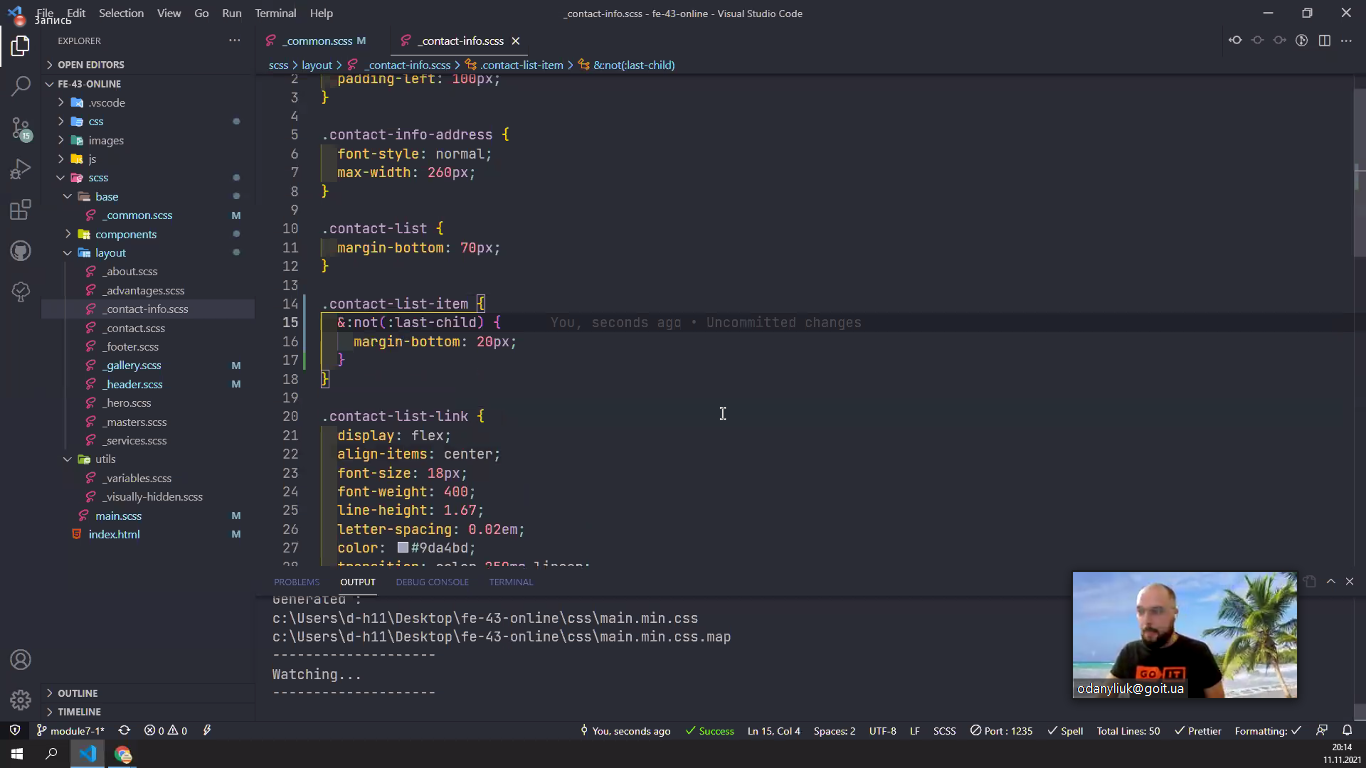 File Edit Selection View Go Run Terminal Help
_contact-info.scss - fe-43-online - Visual Studio Code
Запись
EXPLORER
OPEN EDITORS
FE-43-ONLINE
.vscode
css
images
js
scss
base
_common.scss M
components
layout
_about.scss
_advantages.scss
_contact-info.scss
_contact.scss
_footer.scss
_gallery.scss M
_header.scss M
_hero.scss
_masters.scss
_services.scss
utils
_variables.scss
_visually-hidden.scss
main.scss M
index.html M
OUTLINE
TIMELINE
15
_common.scss M
_contact-info.scss
scss > layout > _contact-info.scss > .contact-list-item > &:not(:last-child)
2 padding-left: 100px;
3 }
4
5 .contact-info-address {
6 font-style: normal;
7 max-width: 260px;
8 }
9
10 .contact-list {
11 margin-bottom: 70px;
12 }
13
14 .contact-list-item {
15 &:not(:last-child) { You, seconds ago • Uncommitted changes
16 margin-bottom: 20px;
17 }
18 }
19
20 .contact-list-link {
21 display: flex;
22 align-items: center;
23 font-size: 18px;
24 font-weight: 400;
25 line-height: 1.67;
26 letter-spacing: 0.02em;
27 color: #9da4bd;
28 transition: color 250ms linear;
PROBLEMS OUTPUT DEBUG CONSOLE TERMINAL
Generated :
c:\Users\d-h11\Desktop\fe-43-online\css\main.min.css
c:\Users\d-h11\Desktop\fe-43-online\css\main.min.css.map
--------------------
Watching...
--------------------
GO IT
odanyliuk@goit.ua
module7-1* 0 0 You, seconds ago Success Ln 15, Col 4 Spaces: 2 UTF-8 LF SCSS Port : 1235 Spell Total Lines: 50 Prettier Formatting:
20:14
11.11.2021